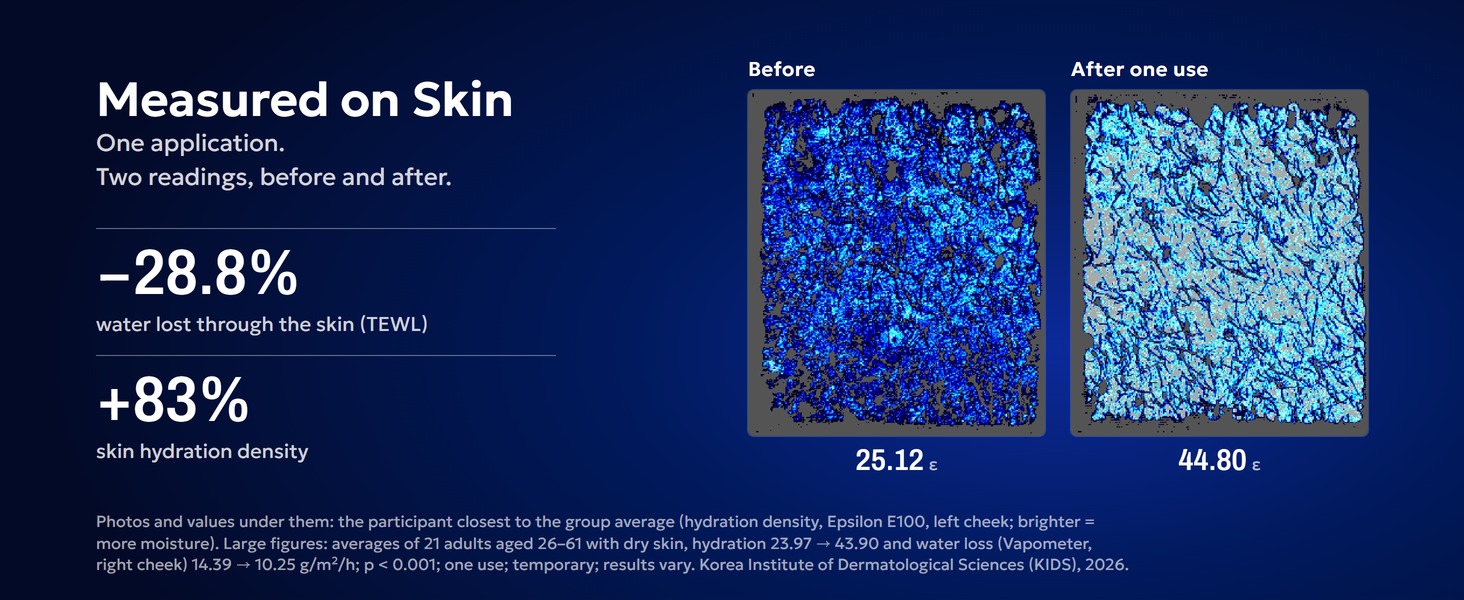 Measured on Skin
One application.
Two readings, before and after.
−28.8%
water lost through the skin (TEWL)
+83%
skin hydration density
Before
After one use
25.12 ε
44.80 ε
Photos and values under them: the participant closest to the group average (hydration density, Epsilon E100, left cheek; brighter =
more moisture). Large figures: averages of 21 adults aged 26–61 with dry skin, hydration 23.97 → 43.90 and water loss (Vapometer,
right cheek) 14.39 → 10.25 g/m²/h; p < 0.001; one use; temporary; results vary. Korea Institute of Dermatological Sciences (KIDS), 2026.